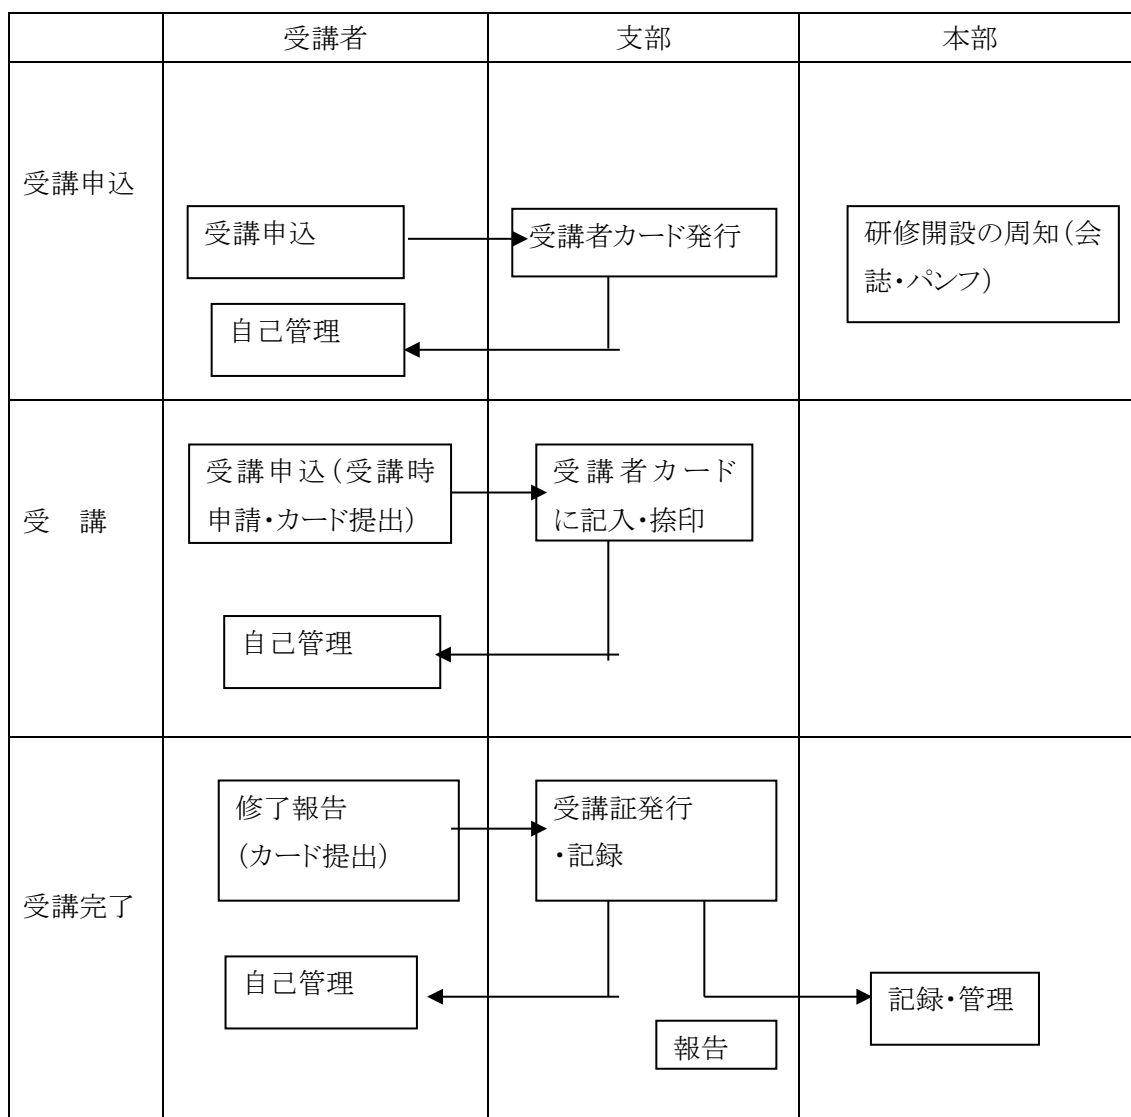 受講者
支部
本部
受講申込
受講申込
受講者カード発行
研修開設の周知(会
誌・パンフ)
自己管理
受 講
受講申込(受講時
申請・カード提出)
受講者カード
に記入・捺印
自己管理
受講完了
修了報告
(カード提出)
受講証発行
・記録
自己管理
記録・管理
報告